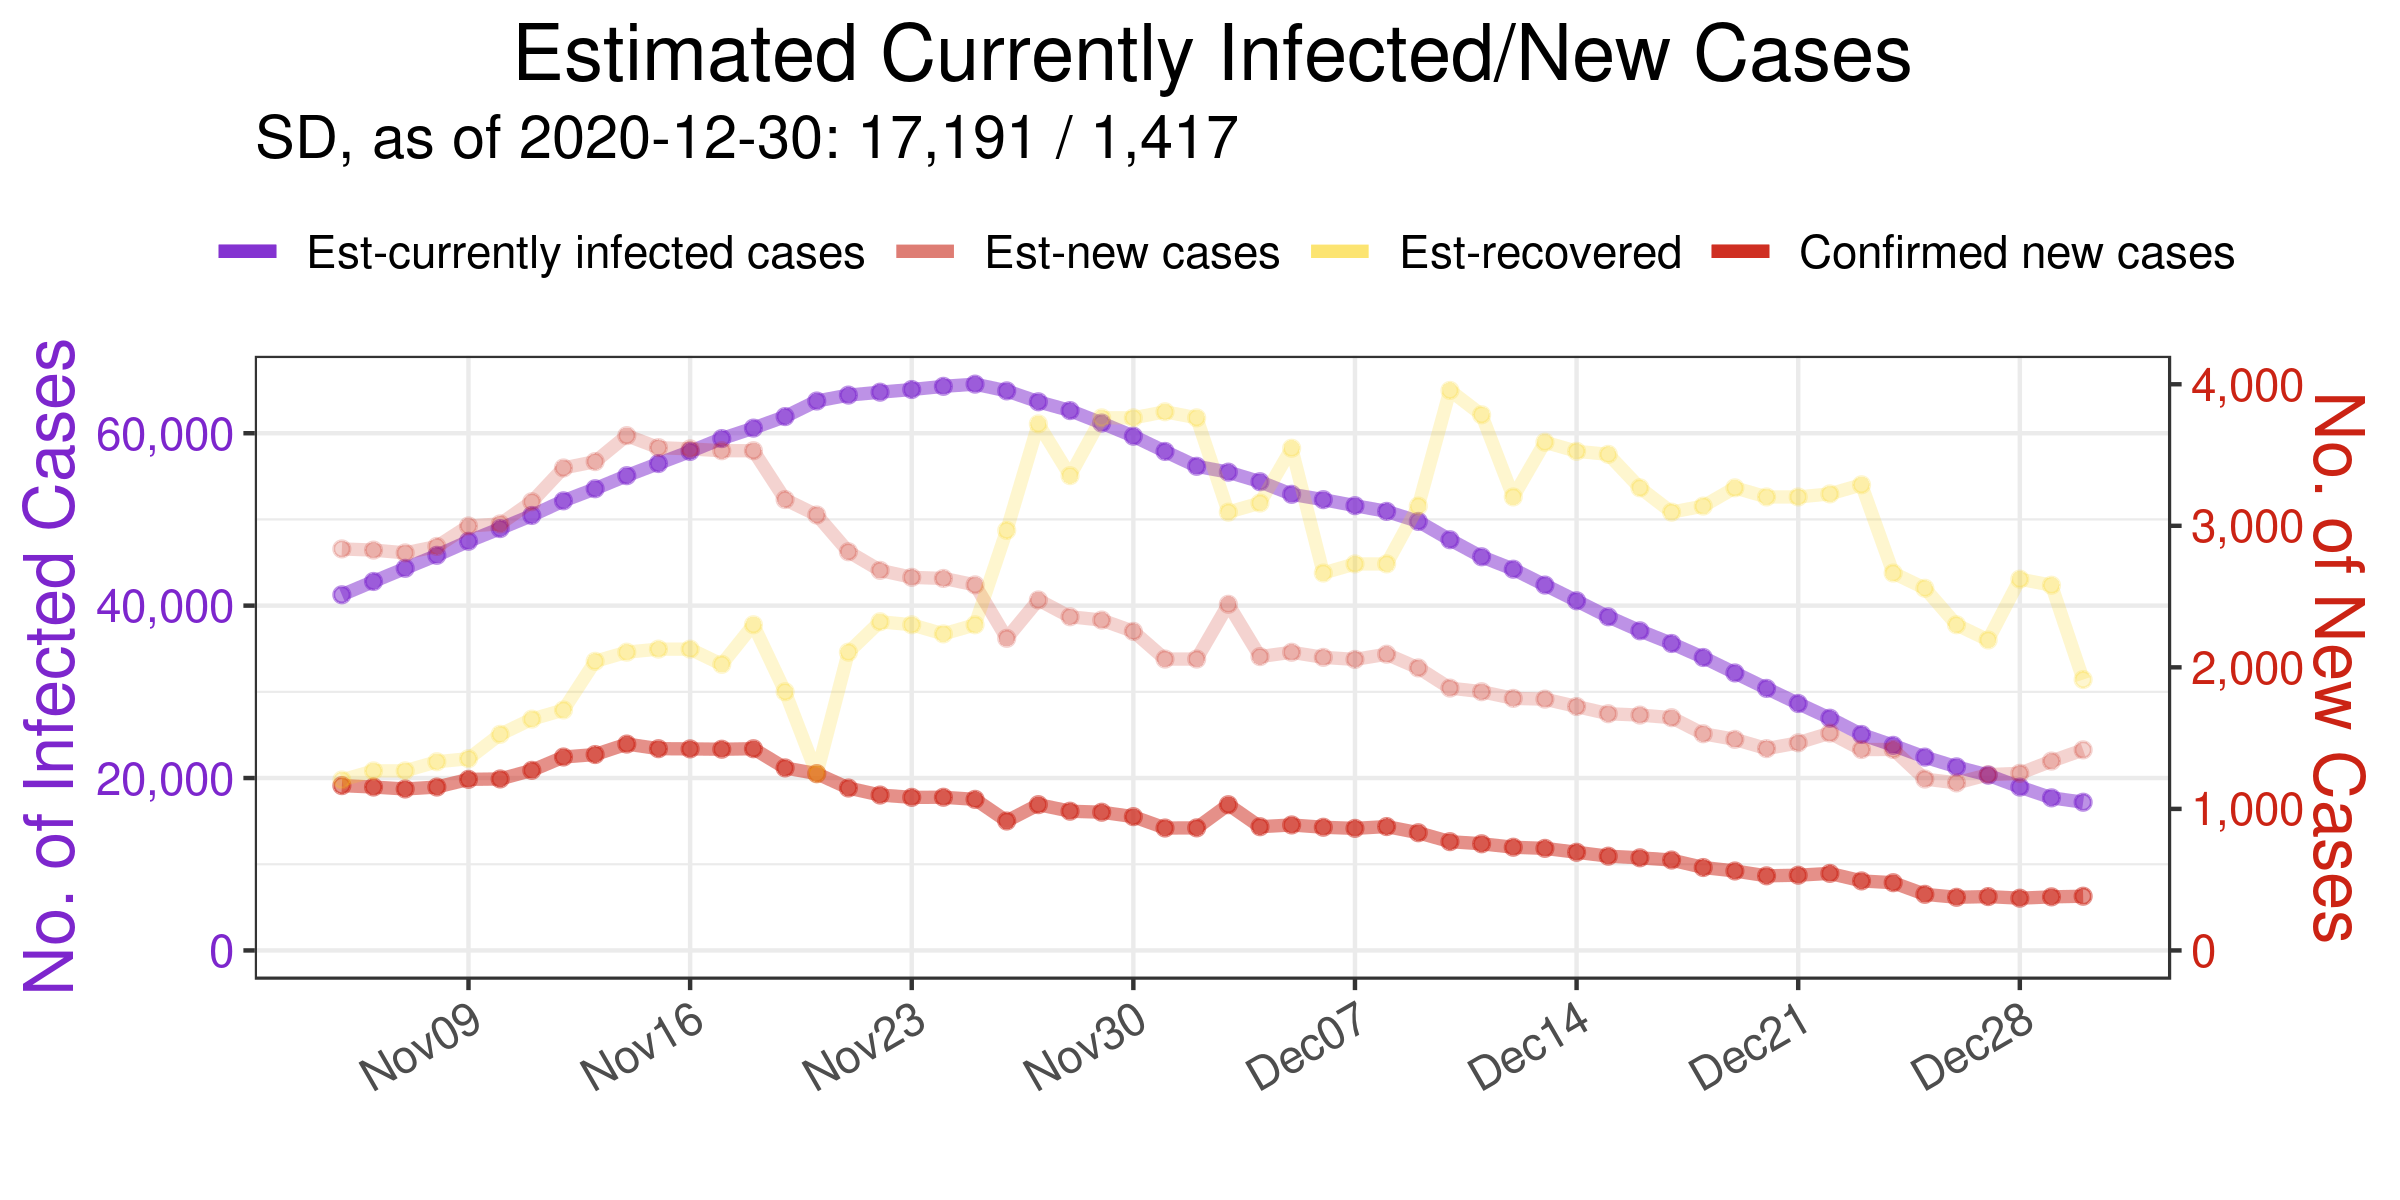 Estimated Currently Infected/New Cases
SD, as of 2020-12-30: 17,191 / 1,417
Est-currently infected cases Est-new cases Est-recovered Confirmed new cases
No. of Infected Cases
60,000
40,000
20,000
0
4,000
3,000
2,000
1,000
0
No. of New Cases
Nov09 Nov16 Nov23 Nov30 Dec07 Dec14 Dec21 Dec28